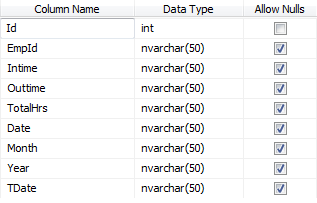 Column Name Data Type Allow Nulls
Id int
EmpId nvarchar(50)
Intime nvarchar(50)
Outtime nvarchar(50)
TotalHrs nvarchar(50)
Date nvarchar(50)
Month nvarchar(50)
Year nvarchar(50)
TDate nvarchar(50)